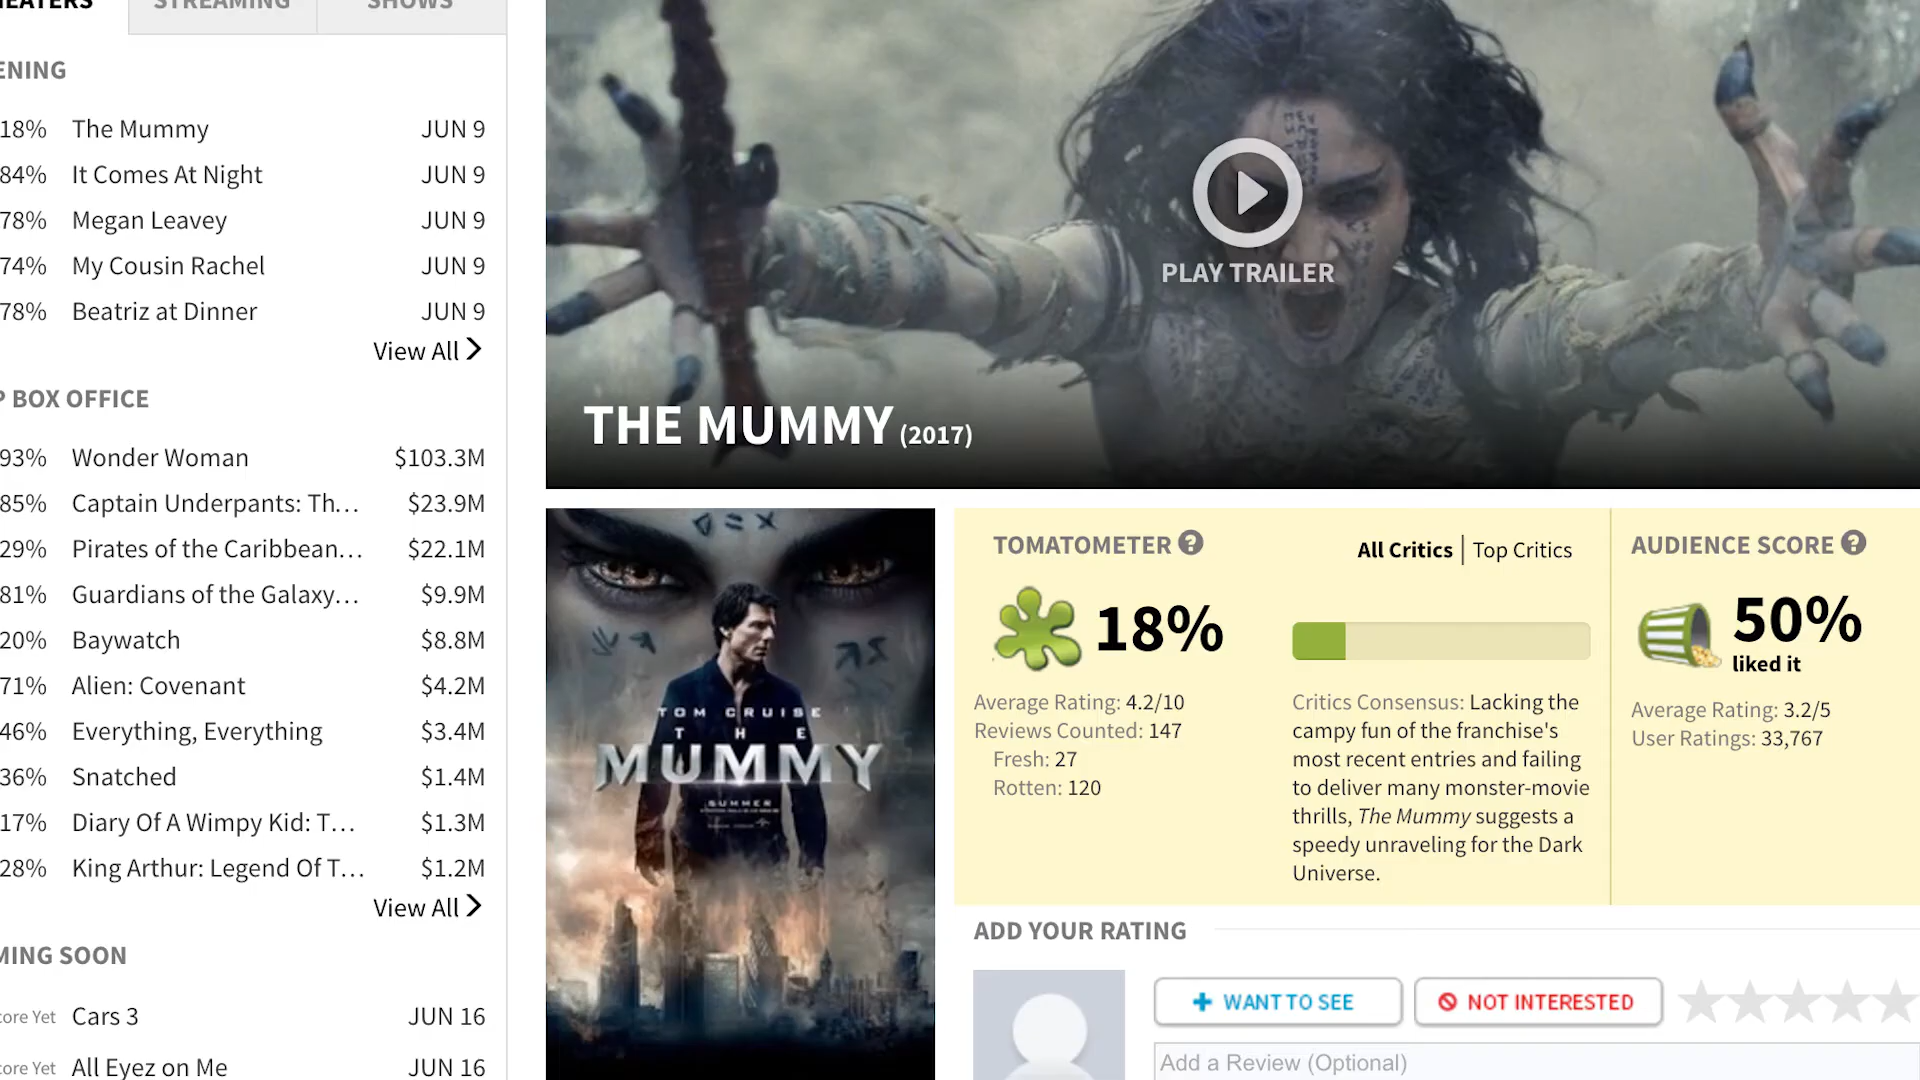 EATERS
STREAMING
SHOWS
ENING
18% The Mummy JUN 9
84% It Comes At Night JUN 9
78% Megan Leavey JUN 9
74% My Cousin Rachel JUN 9
78% Beatriz at Dinner JUN 9
View All
P BOX OFFICE
93% Wonder Woman $103.3M
85% Captain Underpants: Th... $23.9M
29% Pirates of the Caribbean... $22.1M
81% Guardians of the Galaxy... $9.9M
20% Baywatch $8.8M
71% Alien: Covenant $4.2M
46% Everything, Everything $3.4M
36% Snatched $1.4M
17% Diary Of A Wimpy Kid: T... $1.3M
28% King Arthur: Legend Of T... $1.2M
View All
MING SOON
core Yet Cars 3 JUN 16
core Yet All Eyez on Me JUN 16
PLAY TRAILER
THE MUMMY (2017)
TOM CRUISE
THE
MUMMY
SUMMER
TOMATOMETER
All Critics | Top Critics
18%
Average Rating: 4.2/10
Reviews Counted: 147
Fresh: 27
Rotten: 120
Critics Consensus: Lacking the
campy fun of the franchise's
most recent entries and failing
to deliver many monster-movie
thrills, The Mummy suggests a
speedy unraveling for the Dark
Universe.
AUDIENCE SCORE
50%
liked it
Average Rating: 3.2/5
User Ratings: 33,767
ADD YOUR RATING
WANT TO SEE
NOT INTERESTED
Add a Review (Optional)